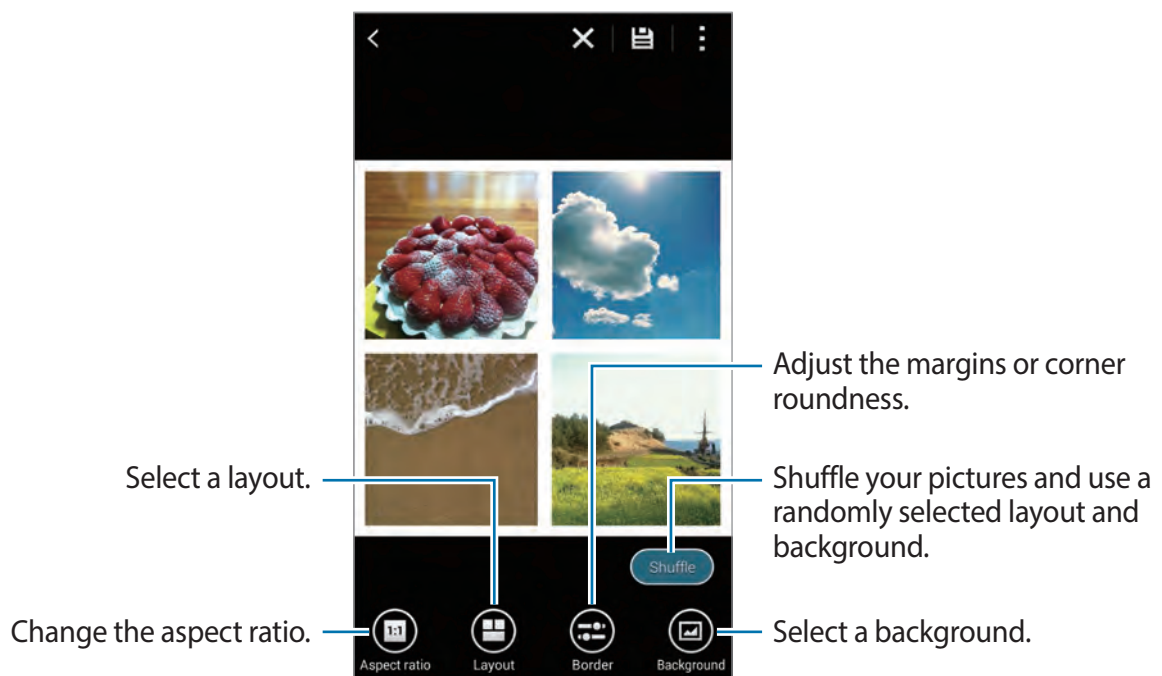 Adjust the margins or corner
roundness.
Select a layout.
Shuffle your pictures and use a
randomly selected layout and
background.
Shuffle
Change the aspect ratio.
1:1
Select a background.
Aspect ratio
Layout
Border
Background